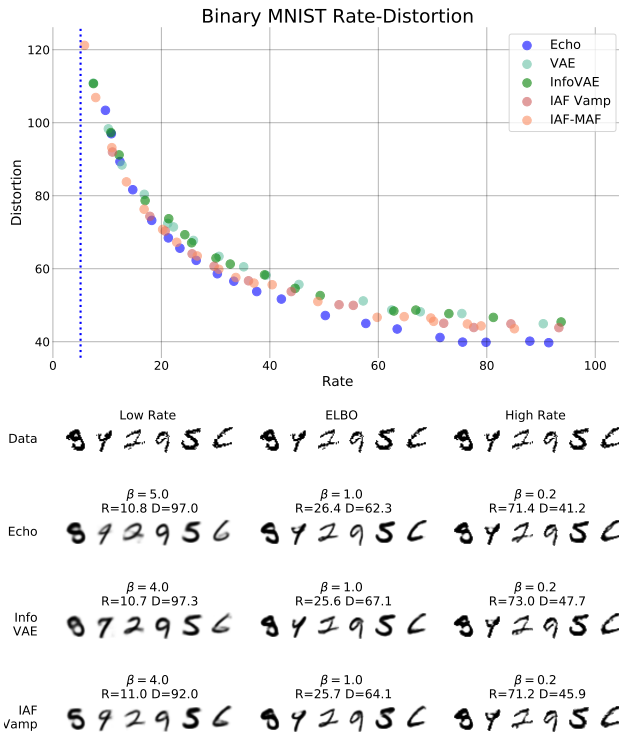 Binary MNIST Rate-Distortion
Echo
VAE
InfoVAE
IAF Vamp
IAF-MAF
Distortion
120
100
80
60
40
0 20 40 60 80 100
Rate
Low Rate ELBO High Rate
Data
β = 5.0 β = 1.0 β = 0.2
R=10.8 D=97.0 R=26.4 D=62.3 R=71.4 D=41.2
Echo
β = 4.0 β = 1.0 β = 0.2
R=10.7 D=97.3 R=25.6 D=67.1 R=73.0 D=47.7
Info
VAE
β = 4.0 β = 1.0 β = 0.2
R=11.0 D=92.0 R=25.7 D=64.1 R=71.2 D=45.9
IAF
Vamp